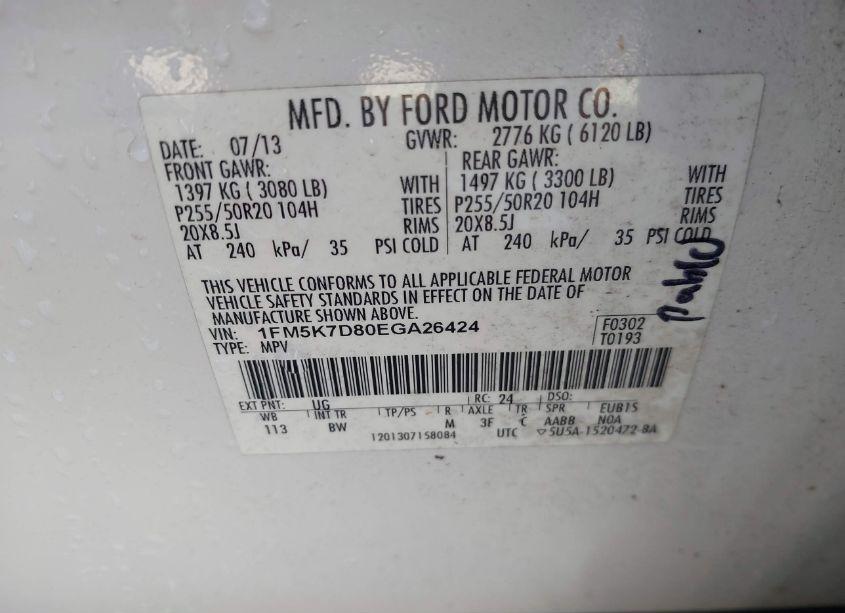 MFD. BY FORD MOTOR CO.
DATE: 07/13 GVWR: 2776 KG ( 6120 LB)
FRONT GAWR: REAR GAWR:
1397 KG ( 3080 LB) WITH 1497 KG ( 3300 LB) WITH
P255/50R20 104H TIRES P255/50R20 104H TIRES
20X8.5J RIMS 20X8.5J RIMS
AT 240 kPa/ 35 PSI COLD AT 240 kPa/ 35 PSI COLD
pablo
THIS VEHICLE CONFORMS TO ALL APPLICABLE FEDERAL MOTOR
VEHICLE SAFETY STANDARDS IN EFFECT ON THE DATE OF
MANUFACTURE SHOWN ABOVE.
VIN: 1FM5K7D80EGA26424 F0302
TYPE: MPV T0193
EXT PNT: UG RC: 24 DSO:
WB INT TR TP/PS R AXLE TR SPR EUB15
113 BW M 3F C AABB NOA
1201307158084 UTC ▽5U5A-1520472-BA